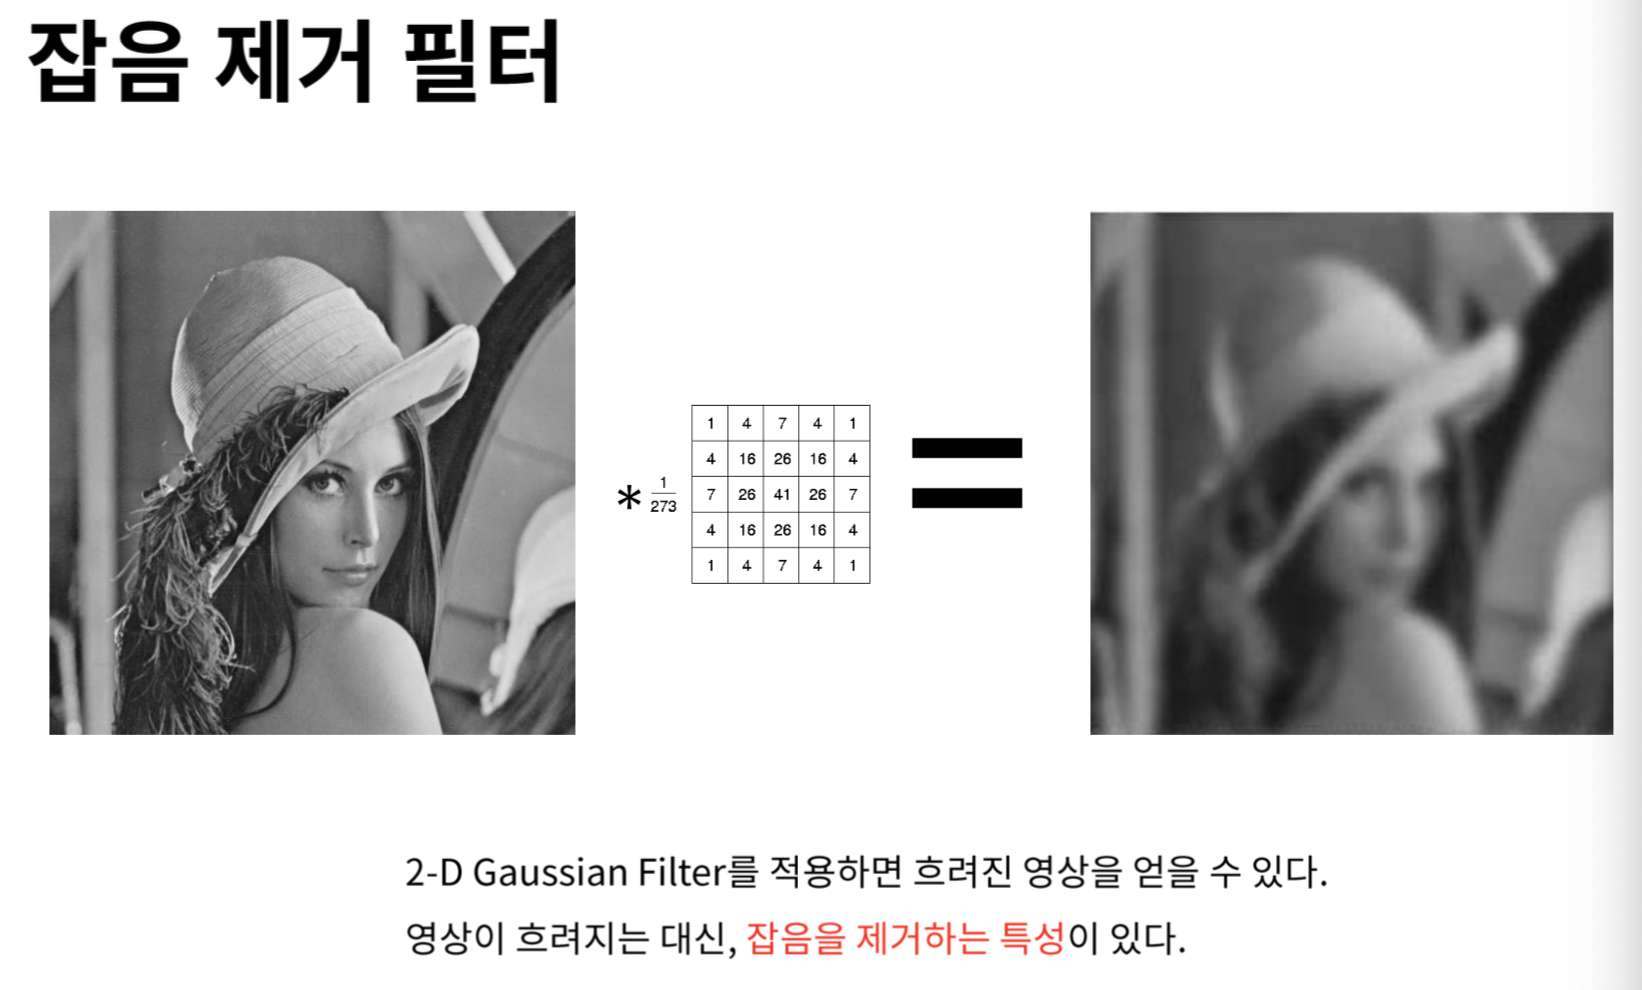 잡음 제거 필터
* 1/273
1 4 7 4 1
4 16 26 16 4
7 26 41 26 7
4 16 26 16 4
1 4 7 4 1
=
2-D Gaussian Filter를 적용하면 흐려진 영상을 얻을 수 있다.
영상이 흐려지는 대신, 잡음을 제거하는 특성이 있다.